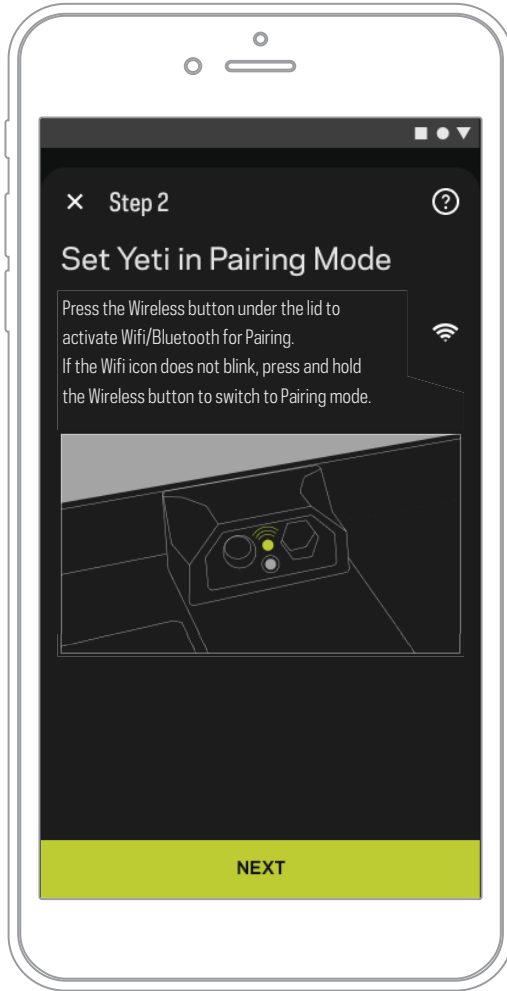 Step 2
Set Yeti in Pairing Mode
Press the Wireless button under the lid to
activate Wifi/Bluetooth for Pairing.
If the Wifi icon does not blink, press and hold
the Wireless button to switch to Pairing mode.
NEXT